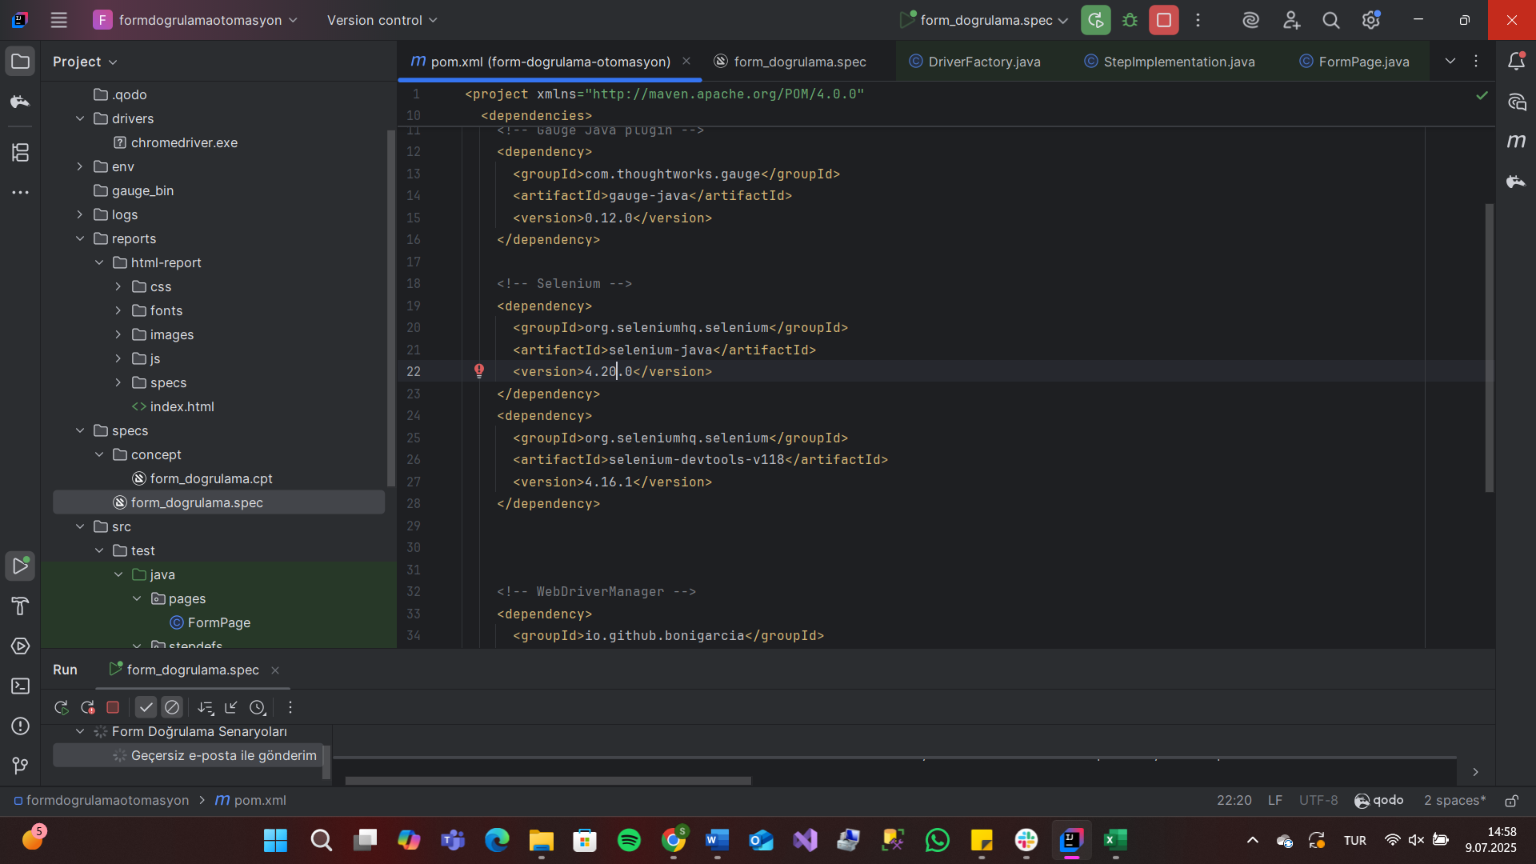 F formdogrulamaotomasyon Version control form_dogrulama.spec
Project
pom.xml (form-dogrulama-otomasyon) form_dogrulama.spec DriverFactory.java StepImplementation.java FormPage.java
.qodo
drivers
chromedriver.exe
env
gauge_bin
logs
reports
html-report
css
fonts
images
js
specs
index.html
specs
concept
form_dogrulama.cpt
form_dogrulama.spec
src
test
java
pages
FormPage
stepdefs
1 <project xmlns="http://maven.apache.org/POM/4.0.0"
10 <dependencies>
11 <!-- Gauge Java plugin -->
12 <dependency>
13 <groupId>com.thoughtworks.gauge</groupId>
14 <artifactId>gauge-java</artifactId>
15 <version>0.12.0</version>
16 </dependency>
17
18 <!-- Selenium -->
19 <dependency>
20 <groupId>org.seleniumhq.selenium</groupId>
21 <artifactId>selenium-java</artifactId>
22 <version>4.20.0</version>
23 </dependency>
24 <dependency>
25 <groupId>org.seleniumhq.selenium</groupId>
26 <artifactId>selenium-devtools-v118</artifactId>
27 <version>4.16.1</version>
28 </dependency>
29
30
31
32 <!-- WebDriverManager -->
33 <dependency>
34 <groupId>io.github.bonigarcia</groupId>
Run form_dogrulama.spec
Form Doğrulama Senaryoları
Geçersiz e-posta ile gönderim
formdogrulamaotomasyon > pom.xml 22:20 LF UTF-8 qodo 2 spaces*
5
TUR
14:58
9.07.2025